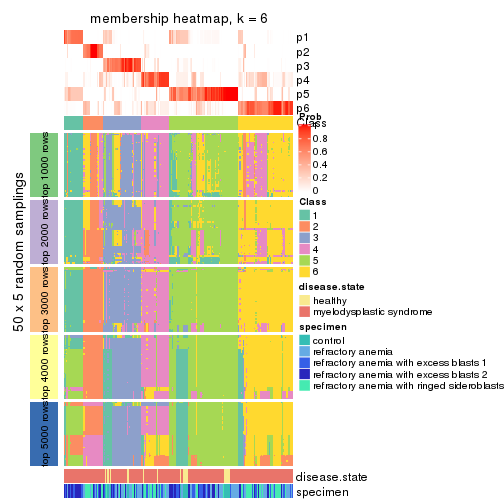 membership heatmap, k = 6
p1
p2
p3
p4
p5
p6
Class
50 x 5 random samplings
top 1000 rows
top 2000 rows
top 3000 rows
top 4000 rows
top 5000 rows
disease.state
specimen
Prob
1
0.8
0.6
0.4
0.2
0
Class
1
2
3
4
5
6
disease.state
healthy
myelodysplastic syndrome
specimen
control
refractory anemia
refractory anemia with excess blasts 1
refractory anemia with excess blasts 2
refractory anemia with ringed sideroblasts